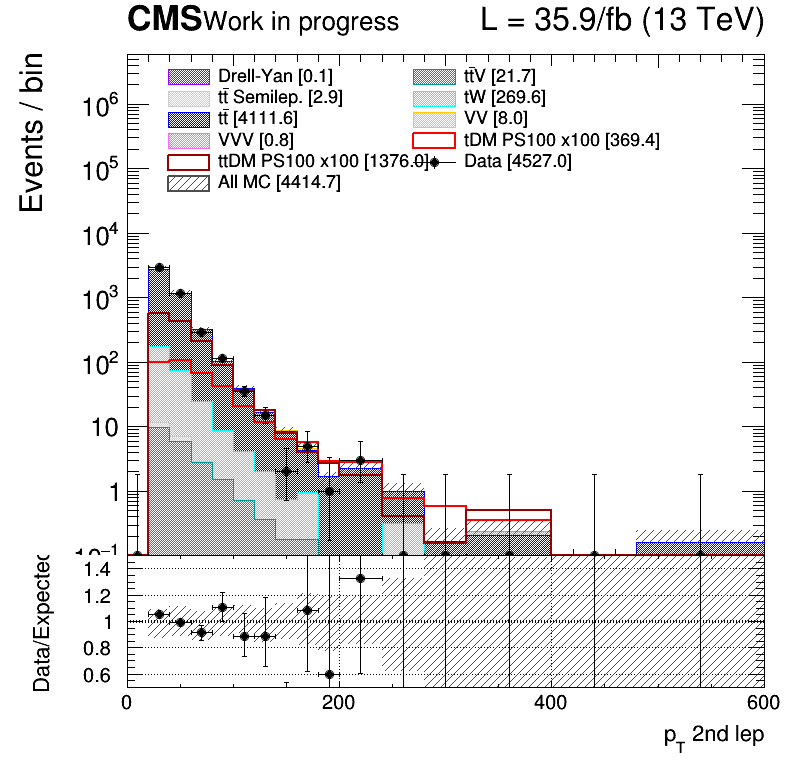 CMS Work in progress L = 35.9/fb (13 TeV)
Events / bin
Drell-Yan [0.1]
tt̄ Semilep. [2.9]
tt̄ [4111.6]
VVV [0.8]
ttDM PS100 x100 [1376.0]
All MC [4414.7]
tt̄V [21.7]
tW [269.6]
VV [8.0]
tDM PS100 x100 [369.4]
Data [4527.0]
10⁶
10⁵
10⁴
10³
10²
10
1
10⁻¹
Data/Expected
1.4
1.2
1
0.8
0.6
0 200 400 600
p_T 2nd lep